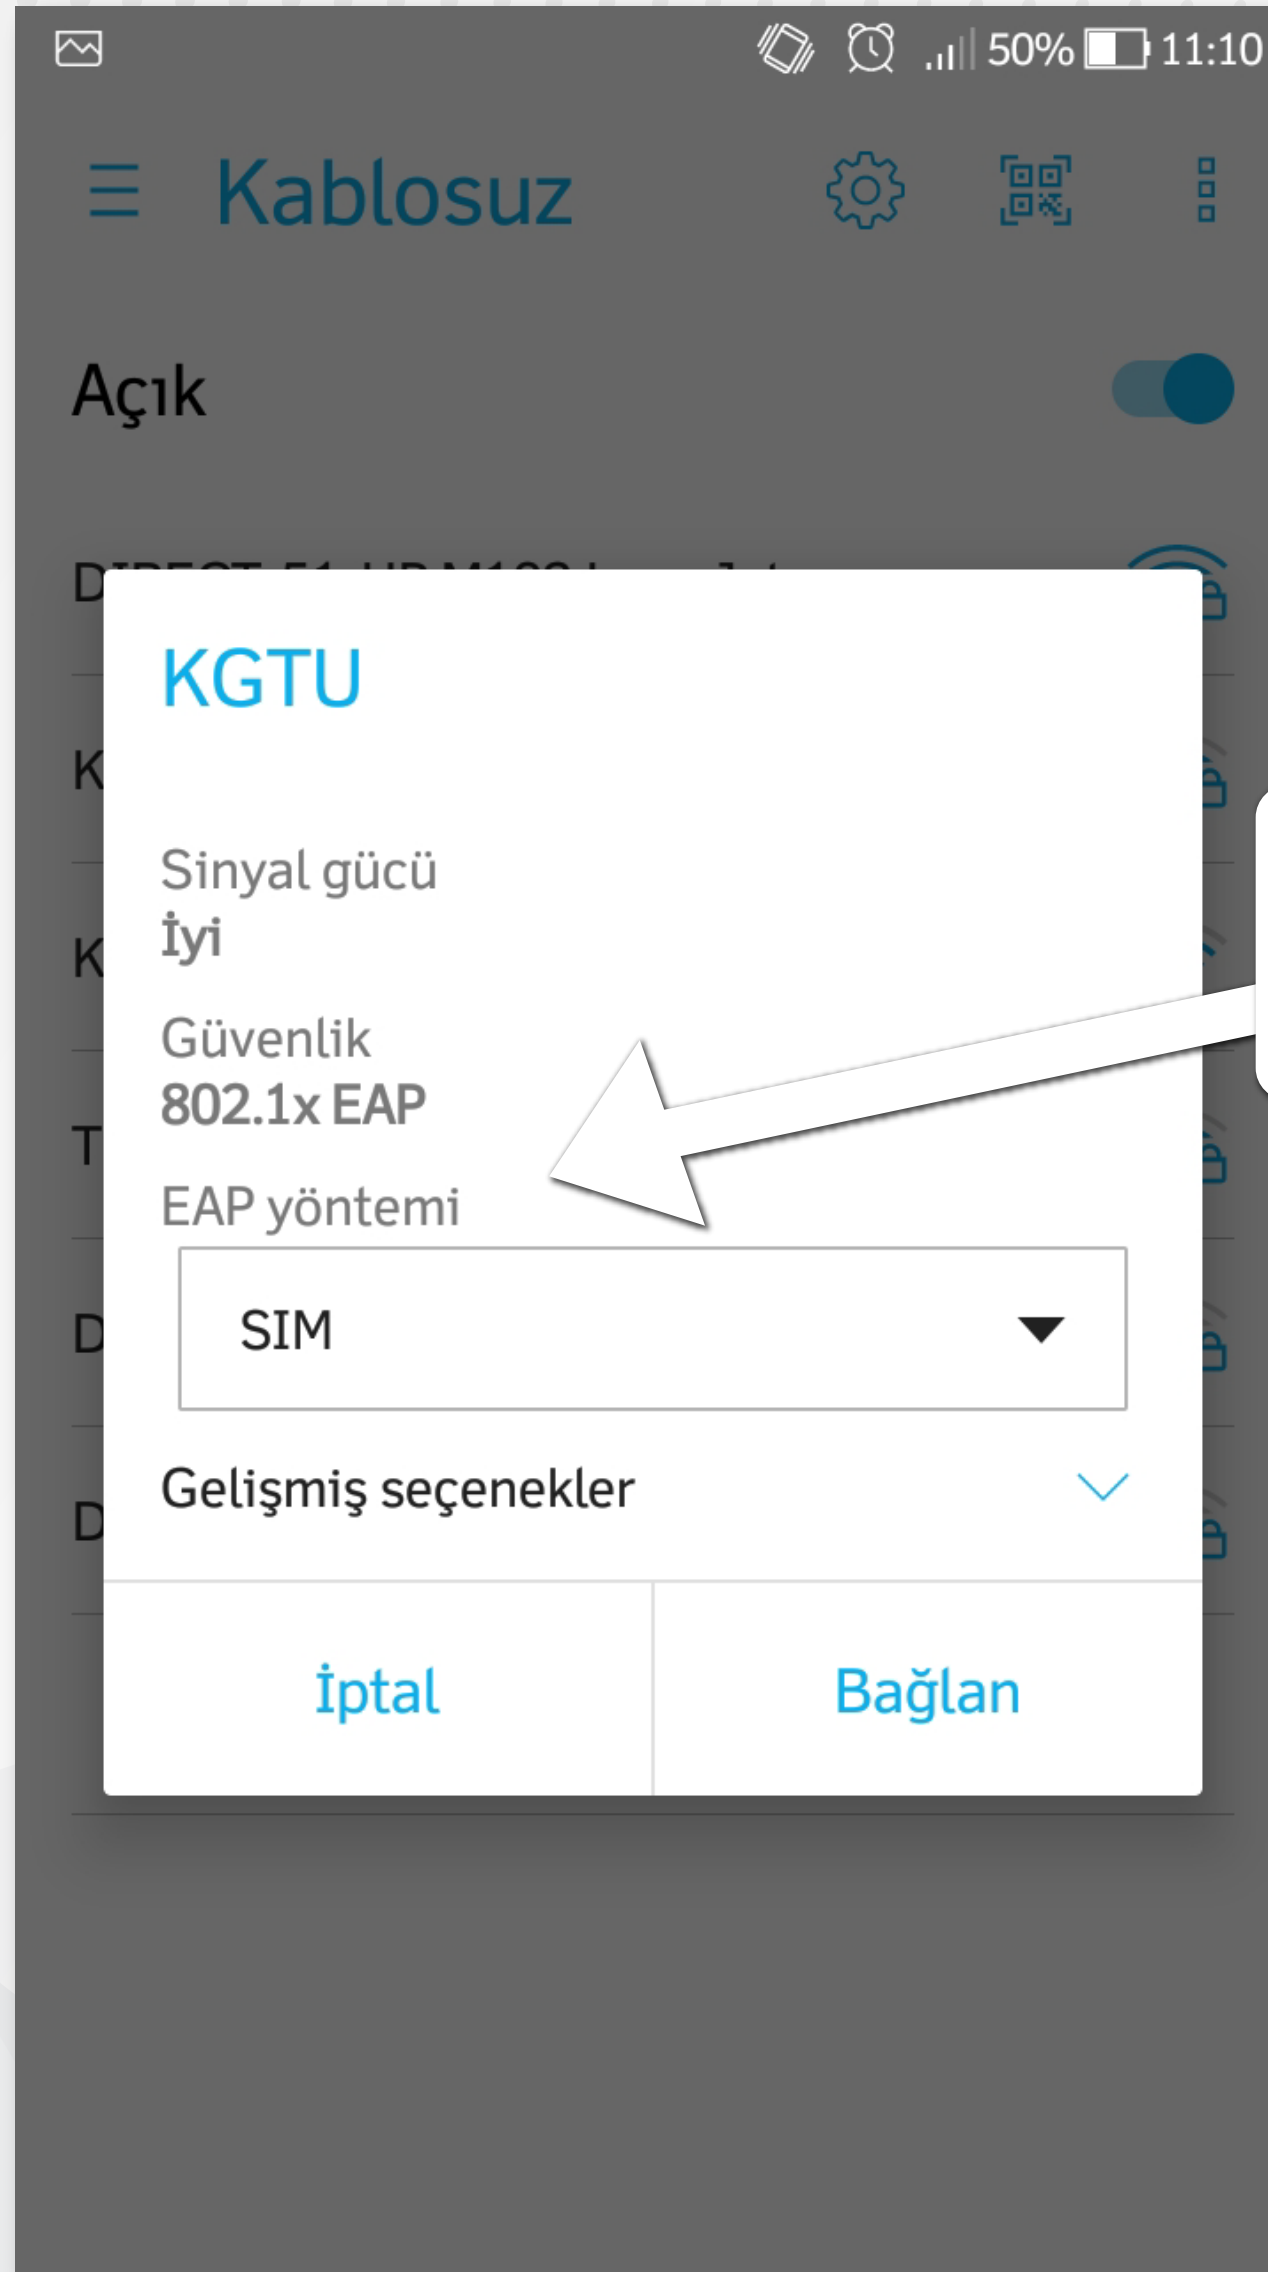 50% 11:10
Kablosuz
Açık
KGTU
Sinyal gücü
İyi
Güvenlik
802.1x EAP
EAP yöntemi
SIM
Gelişmiş seçenekler
İptal
Bağlan